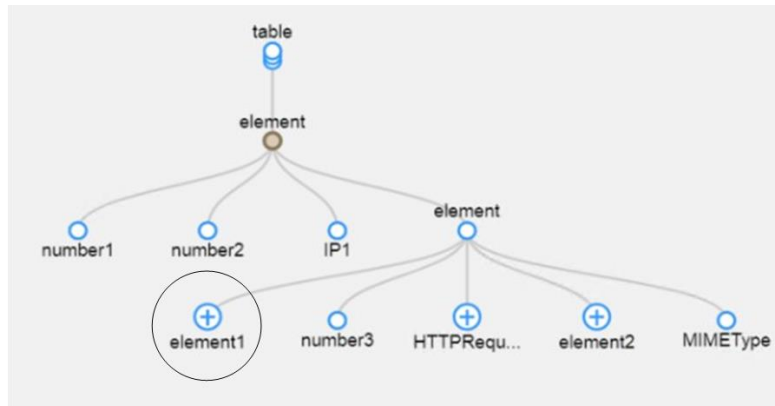 table
element
element
number1 number2 IP1
element1 number3 HTTPRequ... element2 MIMEType